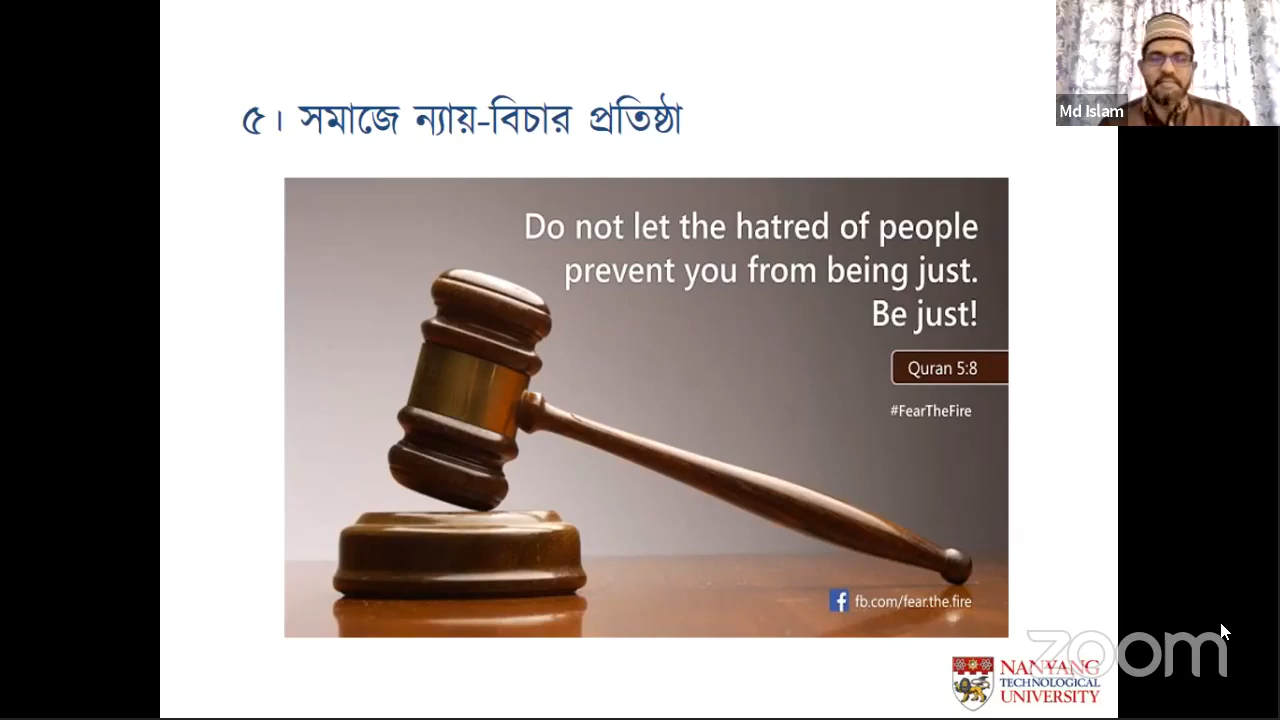 Md Islam
৫। সমাজে ন্যায়-বিচার প্রতিষ্ঠা
Do not let the hatred of people
prevent you from being just.
Be just!
Quran 5:8
#FearTheFire
fb.com/fear.the.fire
zoom
NANYANG
TECHNOLOGICAL
UNIVERSITY